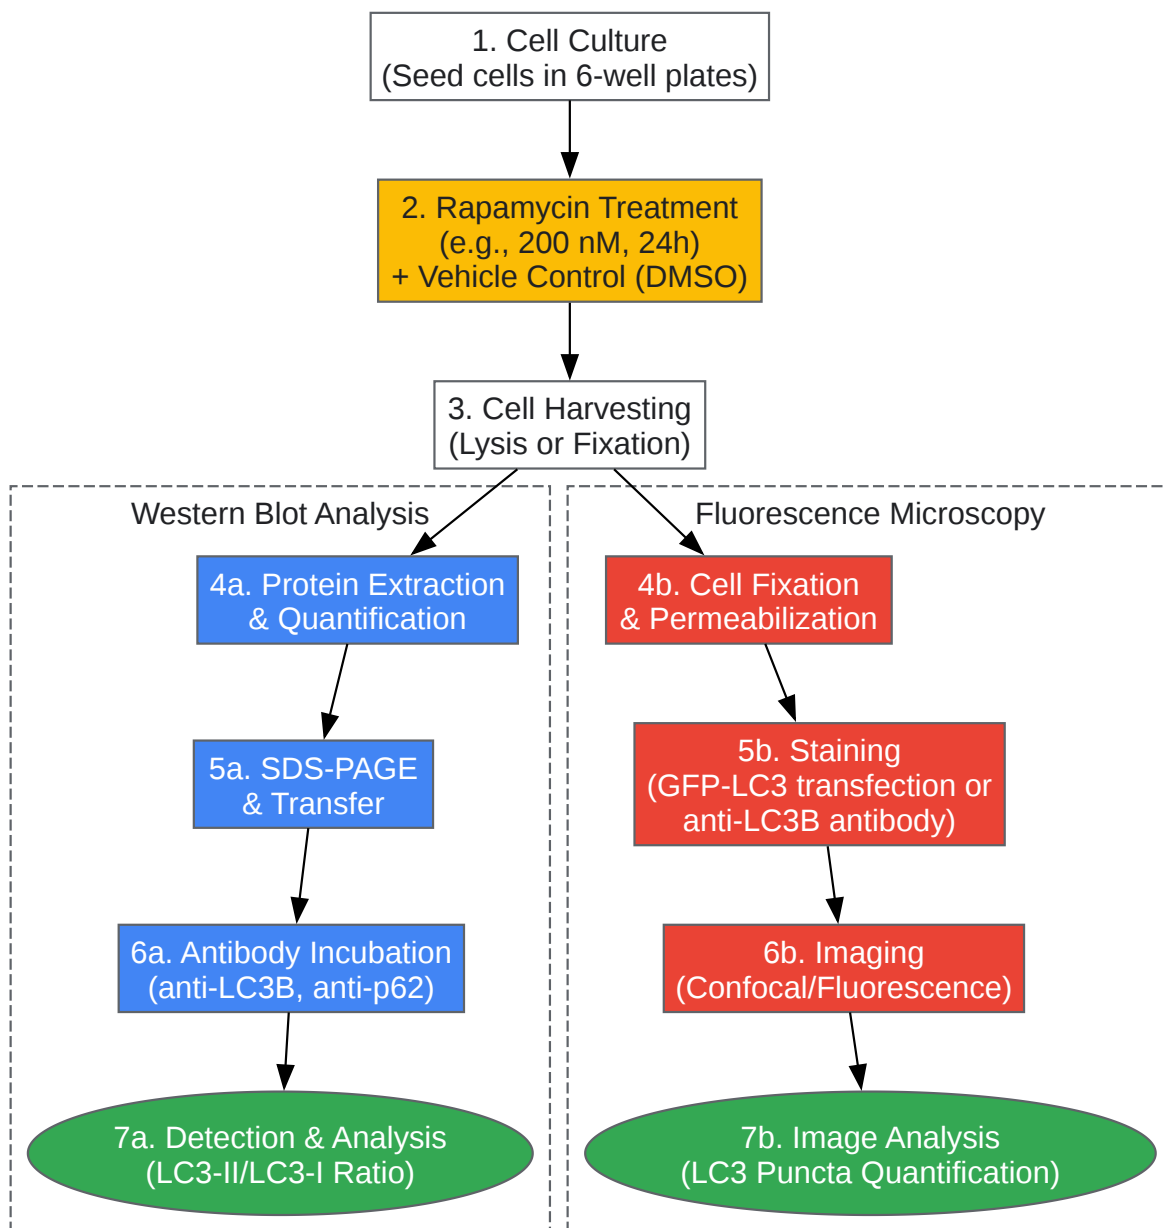 1. Cell Culture
(Seed cells in 6-well plates)
2. Rapamycin Treatment
(e.g., 200 nM, 24h)
+ Vehicle Control (DMSO)
3. Cell Harvesting
(Lysis or Fixation)
Western Blot Analysis
4a. Protein Extraction
& Quantification
5a. SDS-PAGE
& Transfer
6a. Antibody Incubation
(anti-LC3B, anti-p62)
7a. Detection & Analysis
(LC3-II/LC3-I Ratio)
Fluorescence Microscopy
4b. Cell Fixation
& Permeabilization
5b. Staining
(GFP-LC3 transfection or
anti-LC3B antibody)
6b. Imaging
(Confocal/Fluorescence)
7b. Image Analysis
(LC3 Puncta Quantification)